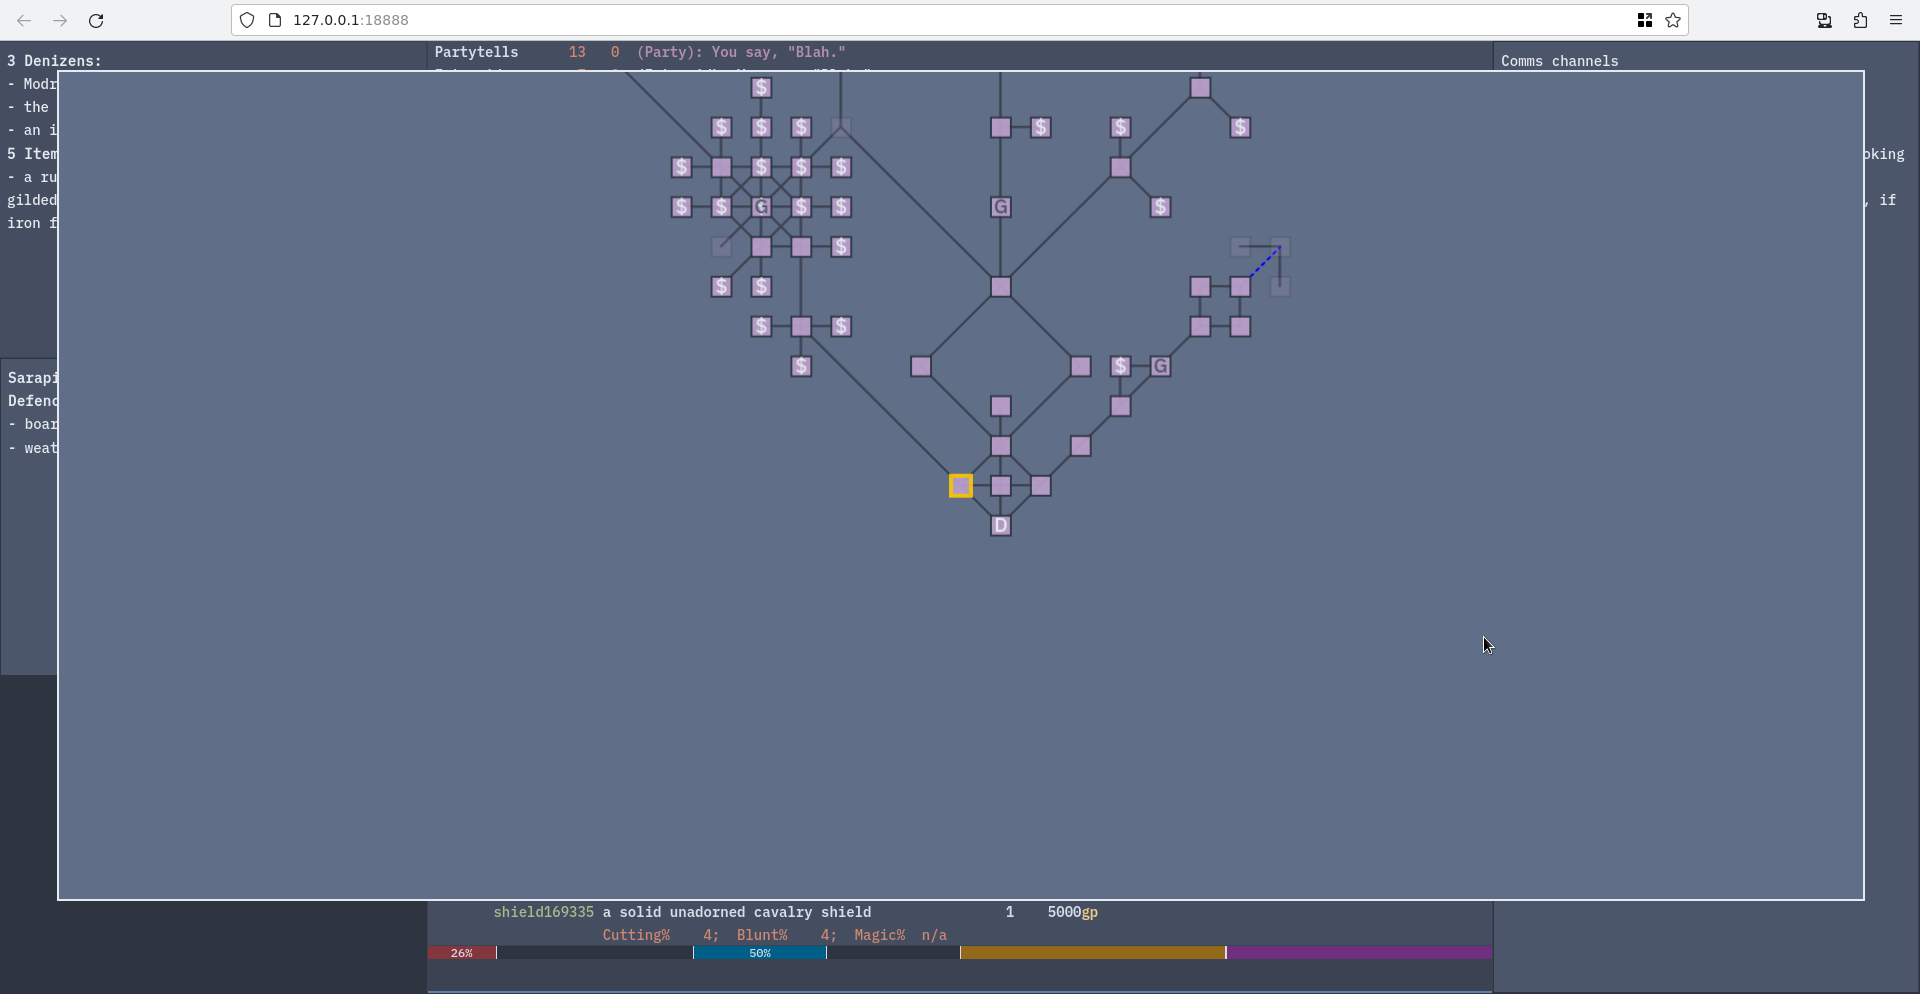 127.0.0.1:18888
3 Denizens:
- Modr
- the
- an i
5 Item
- a ru
gilded
iron f
Partytells 13 0 (Party): You say, "Blah."
Comms channels
oking
, if
$
$ $ $ $ $ $
$ $ $ $
$ $ G $ $ G $
$
$ $
$ $
$ $ G
D
Sarapi
Defenc
- boar
- weat
shield169335 a solid unadorned cavalry shield 1 5000gp
Cutting% 4; Blunt% 4; Magic% n/a
26% 50%